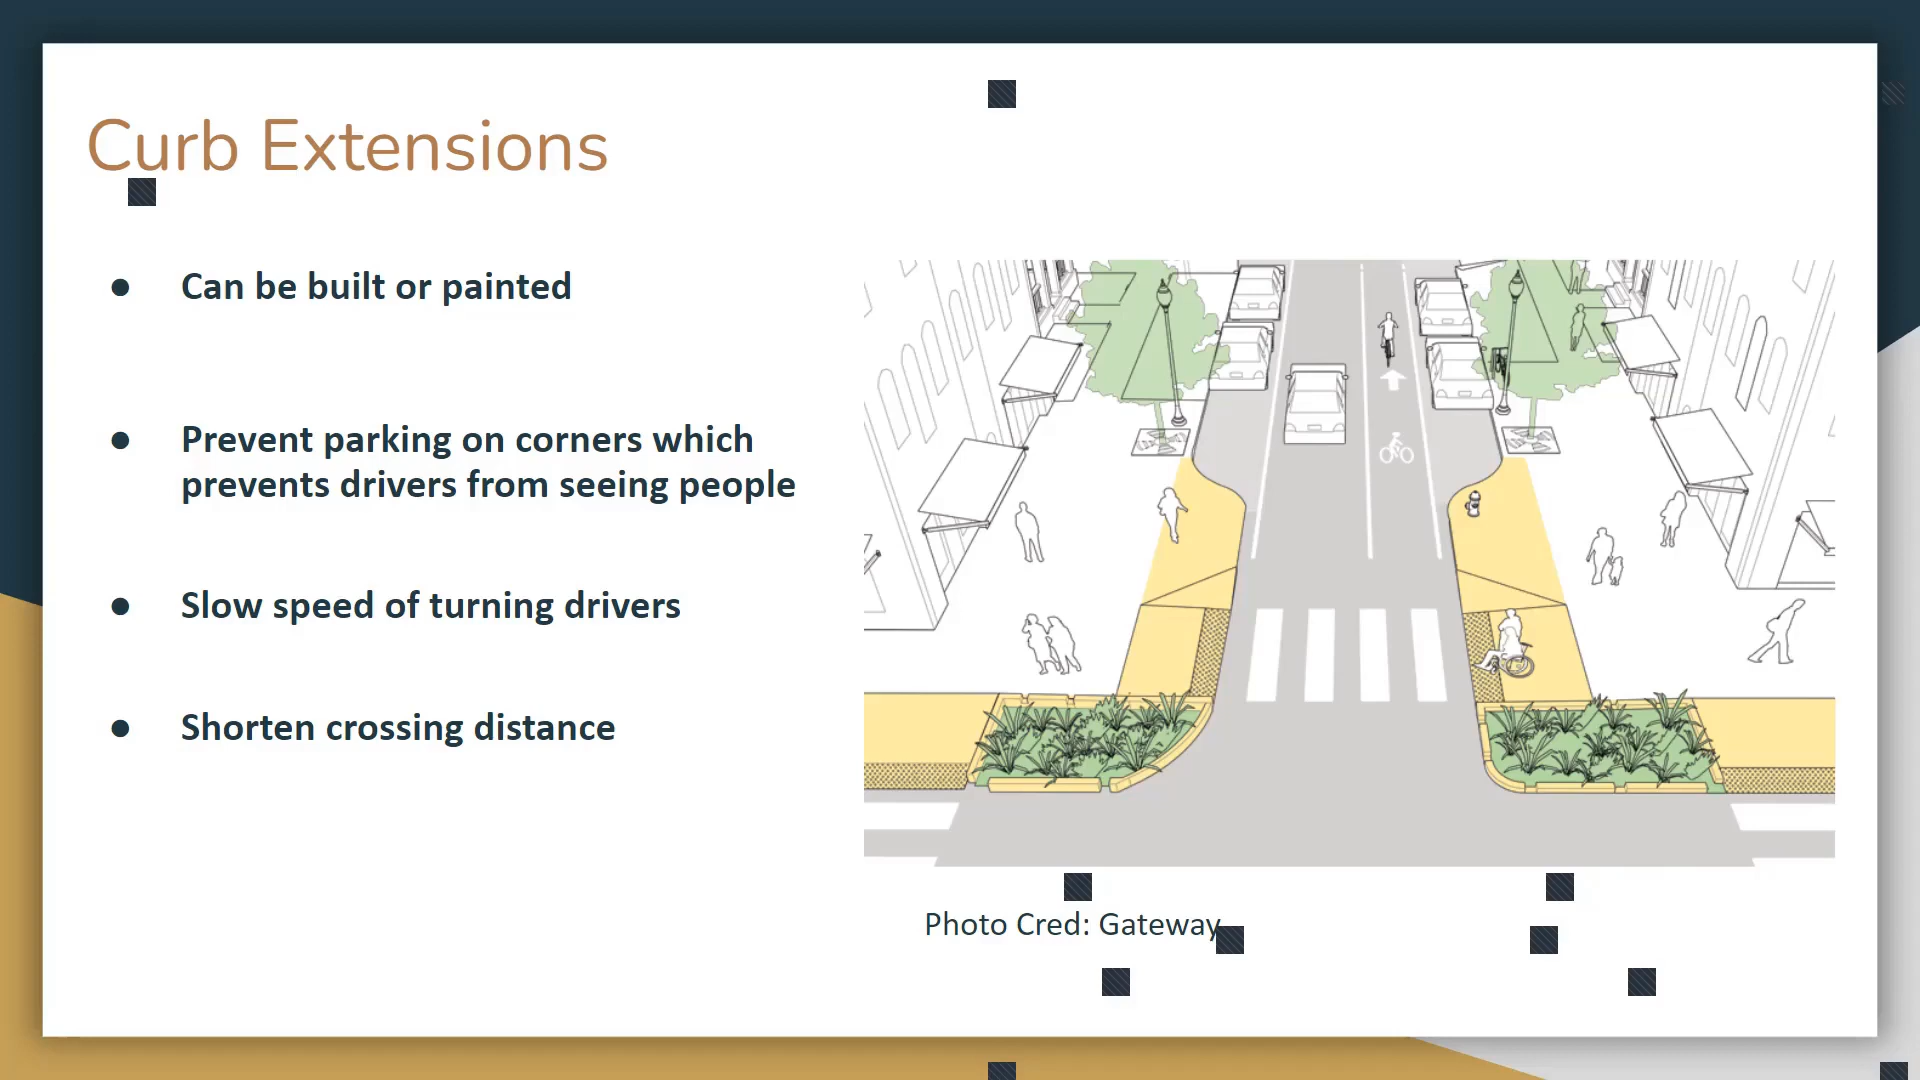 Curb Extensions
● Can be built or painted
● Prevent parking on corners which
prevents drivers from seeing people
● Slow speed of turning drivers
● Shorten crossing distance
Photo Cred: Gateway